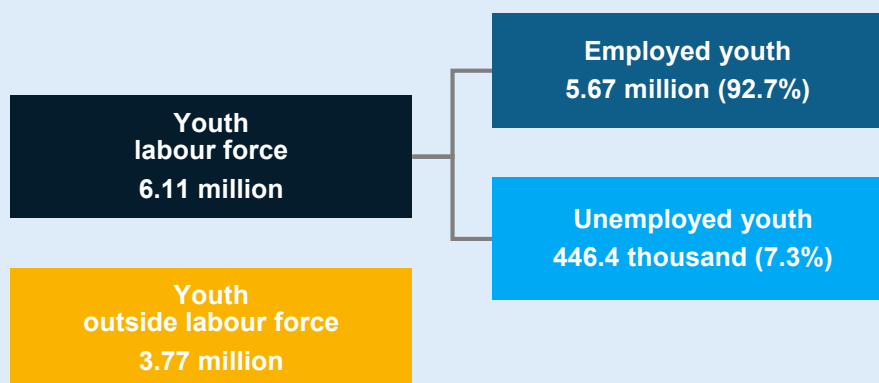 Youth
labour force
6.11 million
Employed youth
5.67 million (92.7%)
Unemployed youth
446.4 thousand (7.3%)
Youth
outside labour force
3.77 million